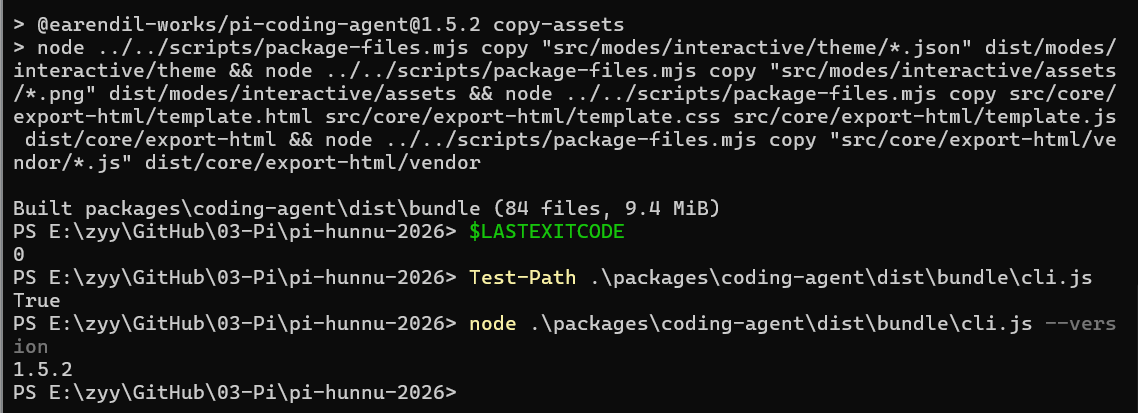 > @earendil-works/pi-coding-agent@1.5.2 copy-assets
> node ../../scripts/package-files.mjs copy "src/modes/interactive/theme/*.json" dist/modes/
interactive/theme && node ../../scripts/package-files.mjs copy "src/modes/interactive/assets
/*.png" dist/modes/interactive/assets && node ../../scripts/package-files.mjs copy src/core/
export-html/template.html src/core/export-html/template.css src/core/export-html/template.js
 dist/core/export-html && node ../../scripts/package-files.mjs copy "src/core/export-html/ve
ndor/*.js" dist/core/export-html/vendor

Built packages\coding-agent\dist\bundle (84 files, 9.4 MiB)
PS E:\zyy\GitHub\03-Pi\pi-hunnu-2026> $LASTEXITCODE
0
PS E:\zyy\GitHub\03-Pi\pi-hunnu-2026> Test-Path .\packages\coding-agent\dist\bundle\cli.js
True
PS E:\zyy\GitHub\03-Pi\pi-hunnu-2026> node .\packages\coding-agent\dist\bundle\cli.js --vers
ion
1.5.2
PS E:\zyy\GitHub\03-Pi\pi-hunnu-2026>